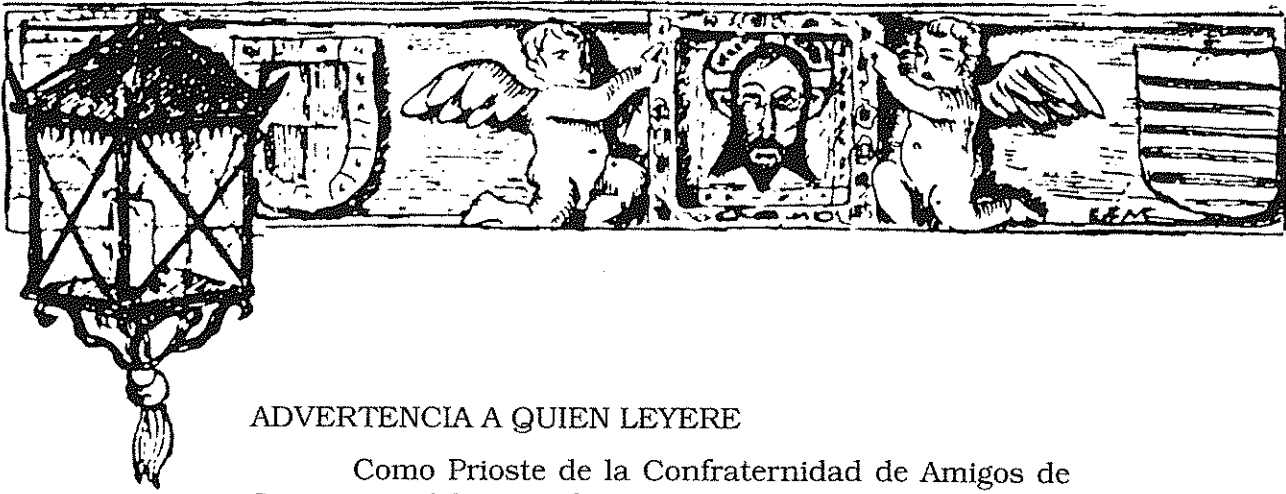 ADVERTENCIA A QUIEN LEYERE
Como Prioste de la Confraternidad de Amigos de